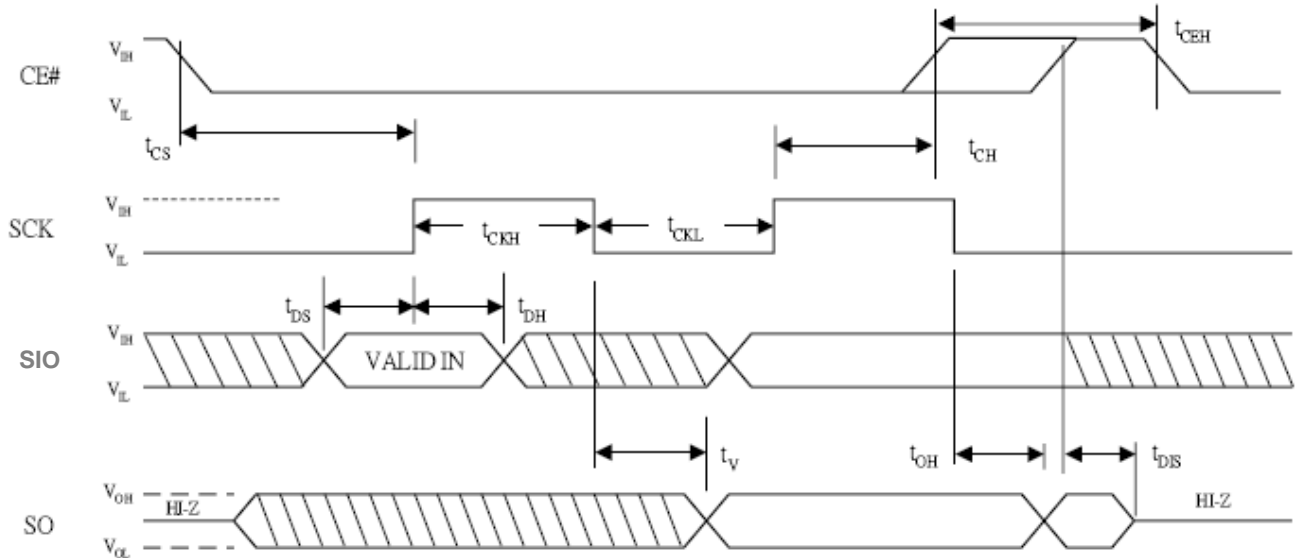 V_IH
t_CEH
CE#
V_IL
t_CS
t_CH
V_IH
SCK
t_CKH
t_CKL
V_IL
t_DS
t_DH
V_IH
SIO
VALID IN
V_IL
t_V
t_OH
t_DIS
V_OH
HI-Z
HI-Z
SO
V_OL